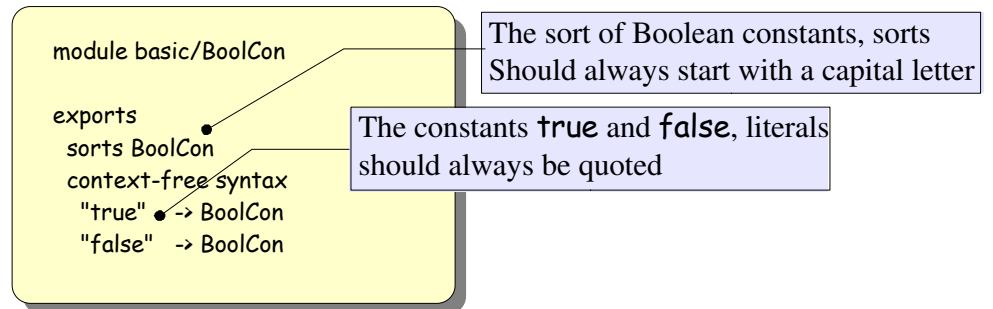 module basic/BoolCon
exports
sorts BoolCon
context-free syntax
"true" -> BoolCon
"false" -> BoolCon
The sort of Boolean constants, sorts
Should always start with a capital letter
The constants true and false, literals
should always be quoted